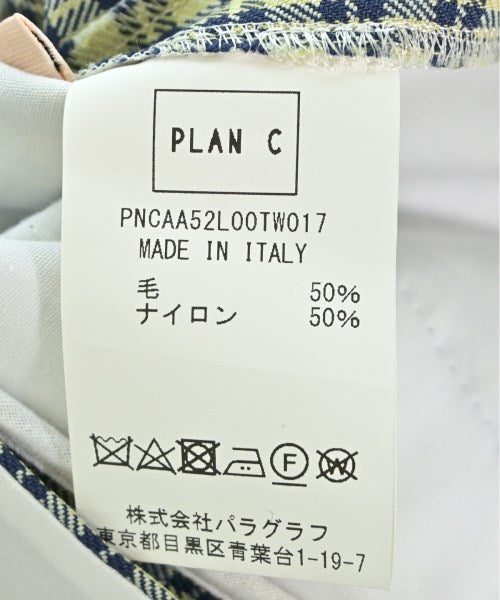 PLAN C
PNCAA52L00TW017
MADE IN ITALY
毛 50%
ナイロン 50%
F W
株式会社パラグラフ
東京都目黒区青葉台1-19-7